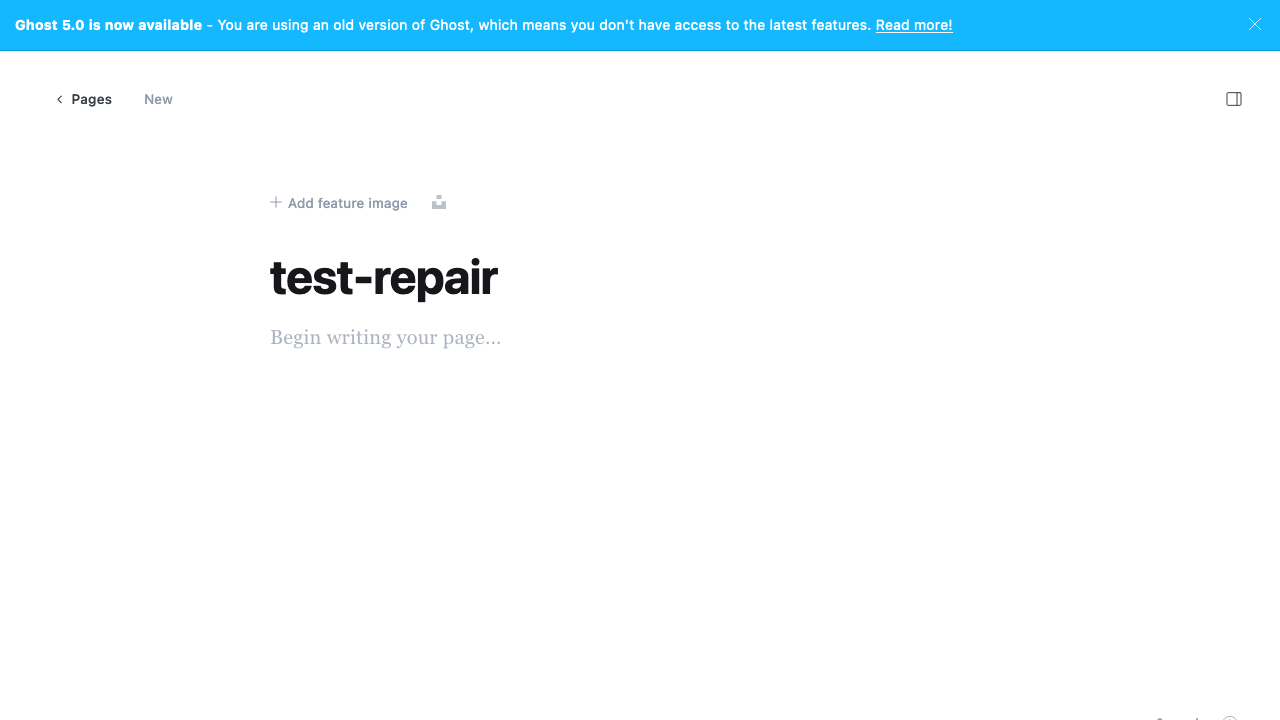 Ghost 5.0 is now available - You are using an old version of Ghost, which means you don't have access to the latest features. Read more!
Pages New
Add feature image
test-repair
Begin writing your page...